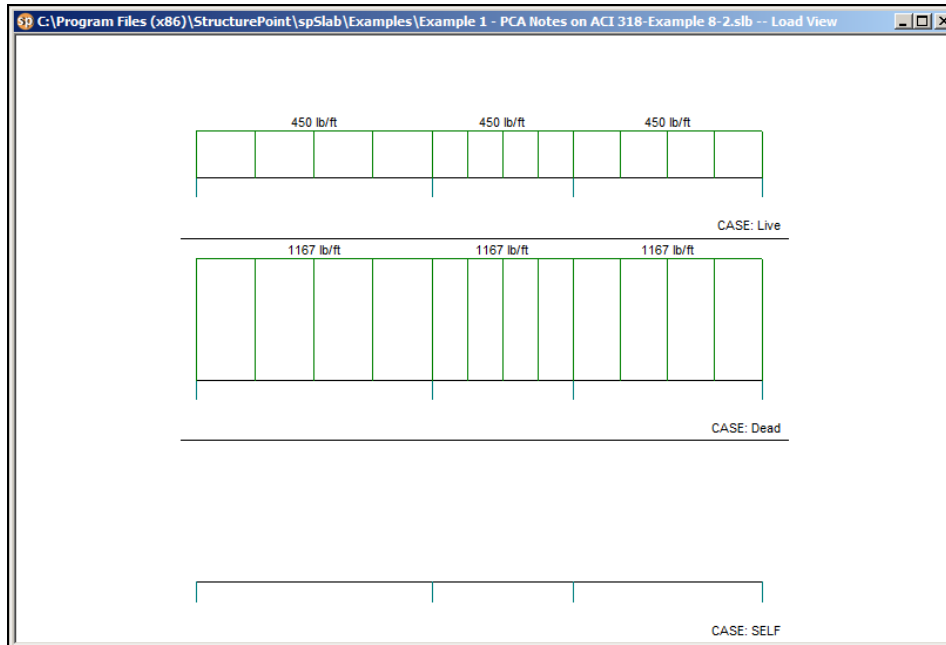 sp C:\Program Files (x86)\StructurePoint\spSlab\Examples\Example 1 - PCA Notes on ACI 318-Example 8-2.slb -- Load View
450 lb/ft 450 lb/ft 450 lb/ft
CASE: Live
1167 lb/ft 1167 lb/ft 1167 lb/ft
CASE: Dead
CASE: SELF